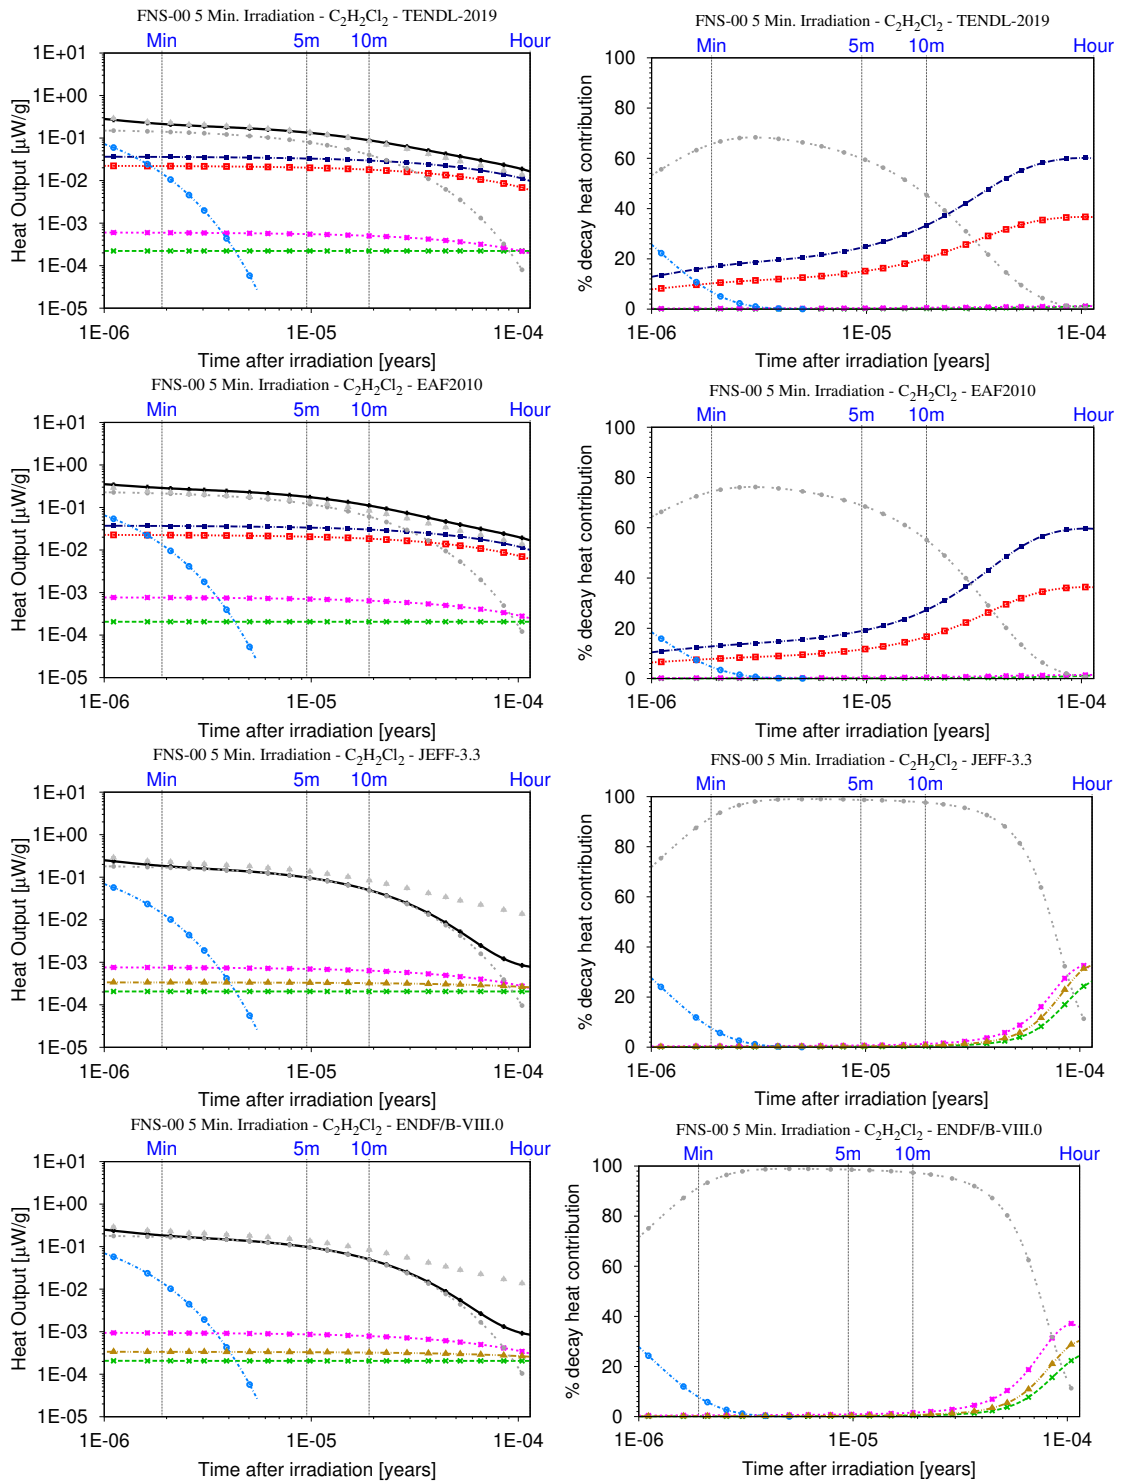 FNS-00 5 Min. Irradiation - C₂H₂Cl₂ - TENDL-2019
Min 5m 10m Hour
1E+01
1E+00
1E-01
1E-02
1E-03
1E-04
1E-05
Heat Output [µW/g]
1E-06 1E-05 1E-04
Time after irradiation [years]
FNS-00 5 Min. Irradiation - C₂H₂Cl₂ - TENDL-2019
Min 5m 10m Hour
100
80
60
40
20
0
% decay heat contribution
1E-06 1E-05 1E-04
Time after irradiation [years]
FNS-00 5 Min. Irradiation - C₂H₂Cl₂ - EAF2010
Min 5m 10m Hour
1E+01
1E+00
1E-01
1E-02
1E-03
1E-04
1E-05
Heat Output [µW/g]
1E-06 1E-05 1E-04
Time after irradiation [years]
FNS-00 5 Min. Irradiation - C₂H₂Cl₂ - EAF2010
Min 5m 10m Hour
100
80
60
40
20
0
% decay heat contribution
1E-06 1E-05 1E-04
Time after irradiation [years]
FNS-00 5 Min. Irradiation - C₂H₂Cl₂ - JEFF-3.3
Min 5m 10m Hour
1E+01
1E+00
1E-01
1E-02
1E-03
1E-04
1E-05
Heat Output [µW/g]
1E-06 1E-05 1E-04
Time after irradiation [years]
FNS-00 5 Min. Irradiation - C₂H₂Cl₂ - JEFF-3.3
Min 5m 10m Hour
100
80
60
40
20
0
% decay heat contribution
1E-06 1E-05 1E-04
Time after irradiation [years]
FNS-00 5 Min. Irradiation - C₂H₂Cl₂ - ENDF/B-VIII.0
Min 5m 10m Hour
1E+01
1E+00
1E-01
1E-02
1E-03
1E-04
1E-05
Heat Output [µW/g]
1E-06 1E-05 1E-04
Time after irradiation [years]
FNS-00 5 Min. Irradiation - C₂H₂Cl₂ - ENDF/B-VIII.0
Min 5m 10m Hour
100
80
60
40
20
0
% decay heat contribution
1E-06 1E-05 1E-04
Time after irradiation [years]